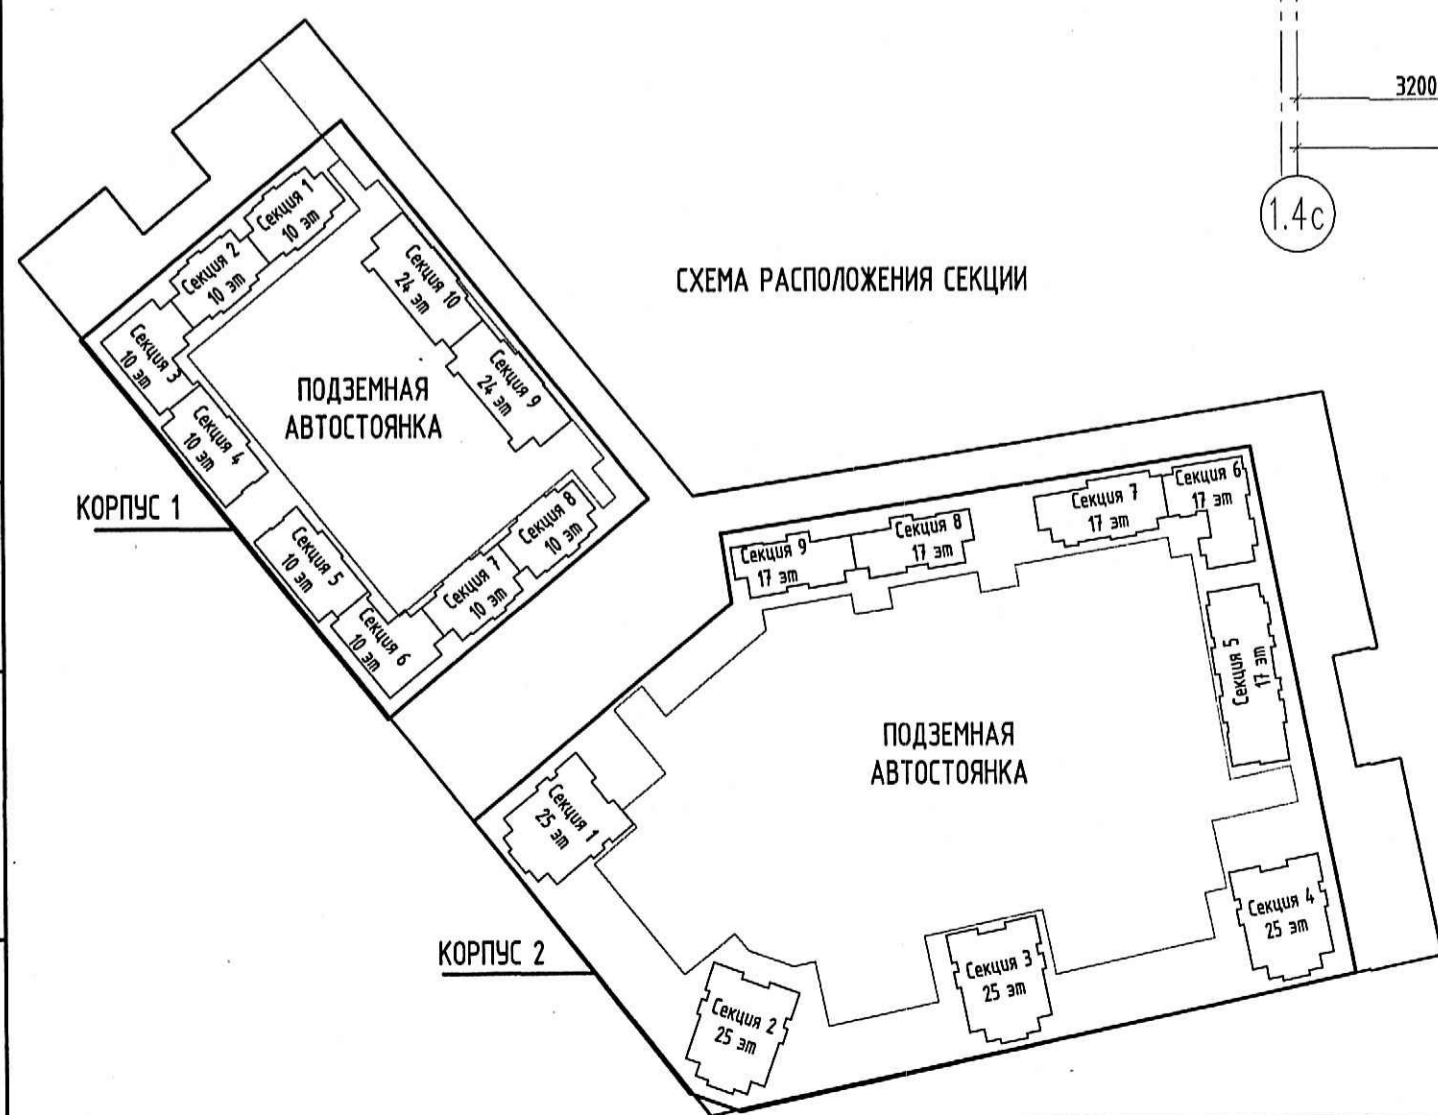 3200
1.4с
СХЕМА РАСПОЛОЖЕНИЯ СЕКЦИИ
Секция 1
10 эт
Секция 2
10 эт
Секция 3
10 эт
Секция 4
10 эт
Секция 10
24 эт
Секция 9
24 эт
ПОДЗЕМНАЯ
АВТОСТОЯНКА
КОРПУС 1
Секция 5
10 эт
Секция 6
10 эт
Секция 7
10 эт
Секция 8
10 эт
Секция 9
17 эт
Секция 8
17 эт
Секция 7
17 эт
Секция 6
17 эт
Секция 5
17 эт
ПОДЗЕМНАЯ
АВТОСТОЯНКА
Секция 1
25 эт
КОРПУС 2
Секция 2
25 эт
Секция 3
25 эт
Секция 4
25 эт